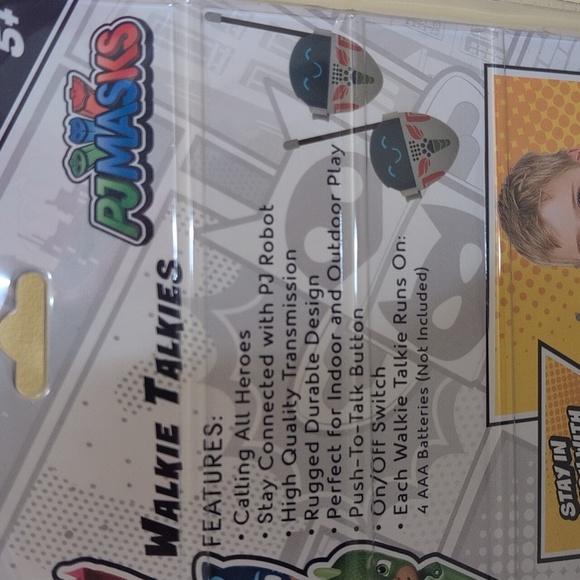 5+
PJMASKS
WALKIE TALKIES
FEATURES:
• Calling All Heroes
• Stay Connected with PJ Robot
• High Quality Transmission
• Rugged Durable Design
• Perfect for Indoor and Outdoor Play
• Push-To-Talk Button
• On/Off Switch
• Each Walkie Talkie Runs On:
4 AAA Batteries (Not Included)
STAY IN